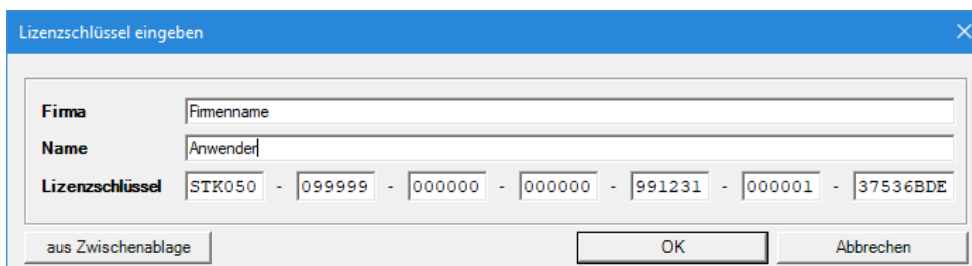 Lizenzschlüssel eingeben
Firma Firmenname
Name Anwender
Lizenzschlüssel STK050 - 099999 - 000000 - 000000 - 991231 - 000001 - 37536BDE
aus Zwischenablage OK Abbrechen